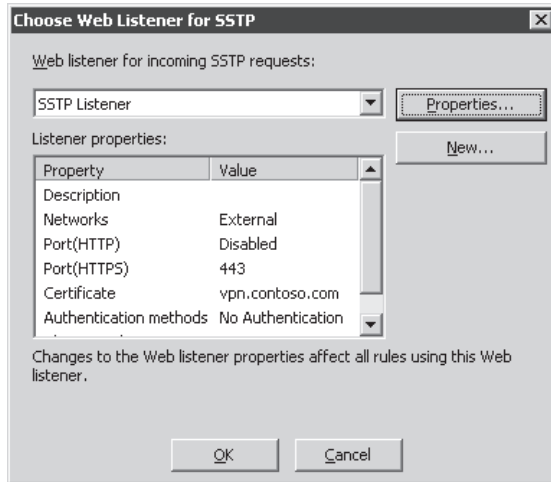 Choose Web Listener for SSTP
Web listener for incoming SSTP requests:
SSTP Listener
Properties...
New...
Listener properties:
Property Value
Description
Networks External
Port(HTTP) Disabled
Port(HTTPS) 443
Certificate vpn.contoso.com
Authentication methods No Authentication
Changes to the Web listener properties affect all rules using this Web
listener.
OK Cancel